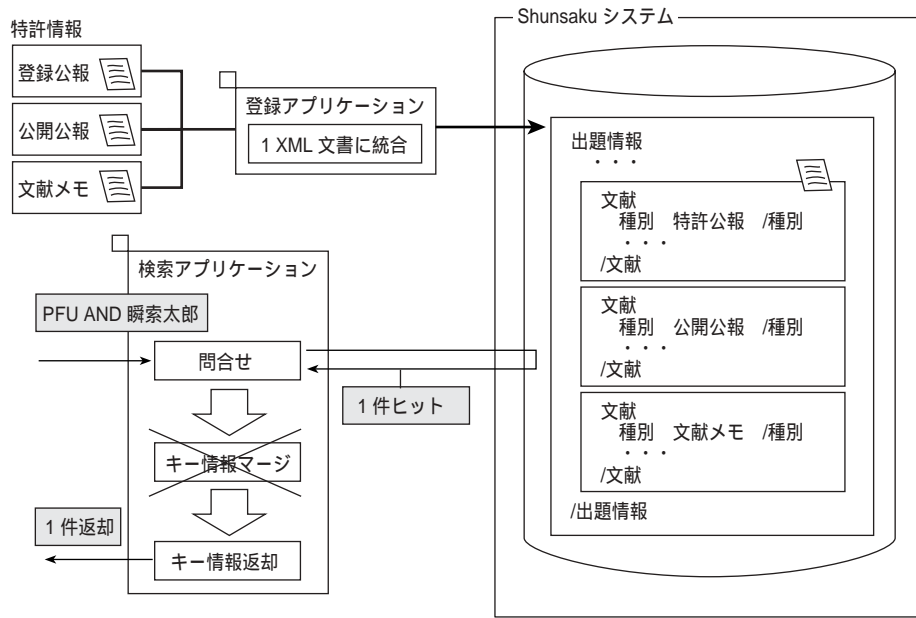 Shunsaku システム
特許情報
登録公報
公開公報
文献メモ
登録アプリケーション
1 XML 文書に統合
出題情報
・・・
文献
種別 特許公報 /種別
・・・
/文献
文献
種別 公開公報 /種別
・・・
/文献
文献
種別 文献メモ /種別
・・・
/文献
/出題情報
検索アプリケーション
PFU AND 瞬索太郎
問合せ
1 件ヒット
キー情報マージ
1 件返却
キー情報返却